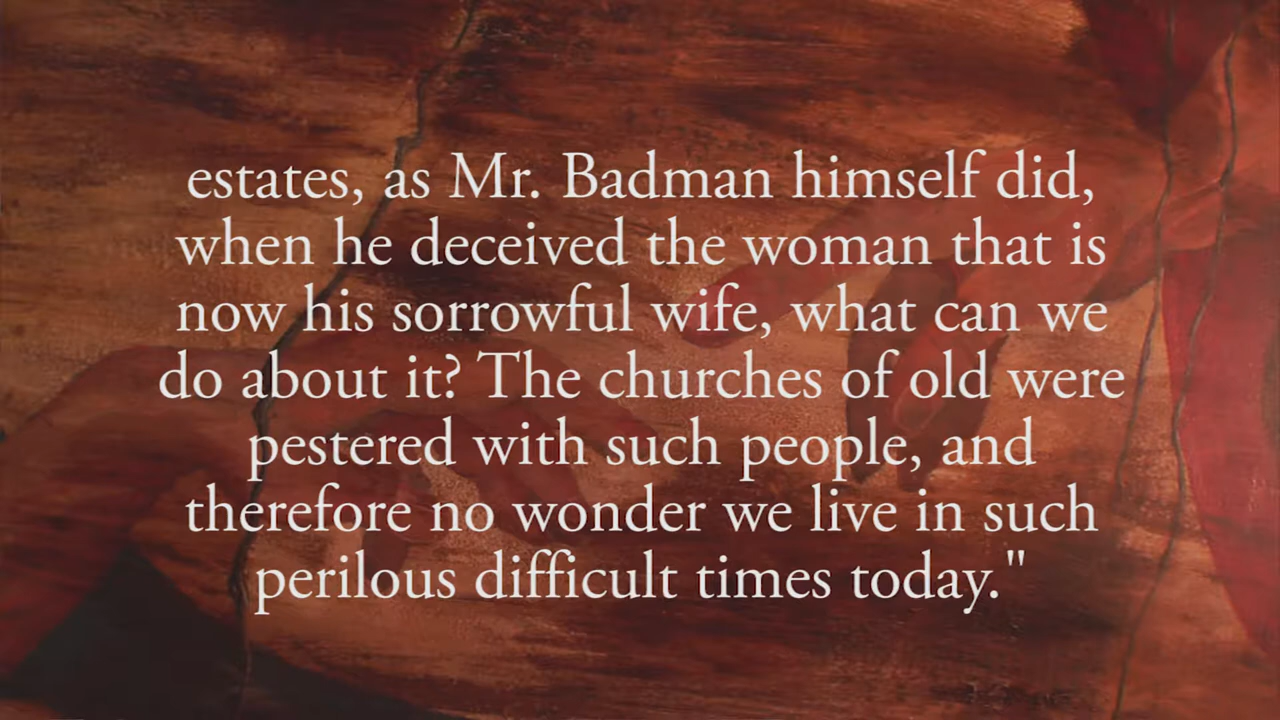 estates, as Mr. Badman himself did,
when he deceived the woman that is
now his sorrowful wife, what can we
do about it? The churches of old were
pestered with such people, and
therefore no wonder we live in such
perilous difficult times today."